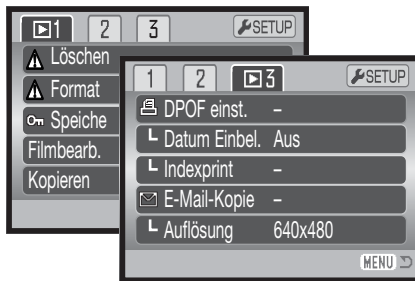 1 2 3 SETUP
Löschen
Format
Speiche
Filmbearb.
Kopieren
1 2 3 SETUP
DPOF einst. –
Datum Einbel. Aus
Indexprint –
E-Mail-Kopie –
Auflösung 640x480
MENU